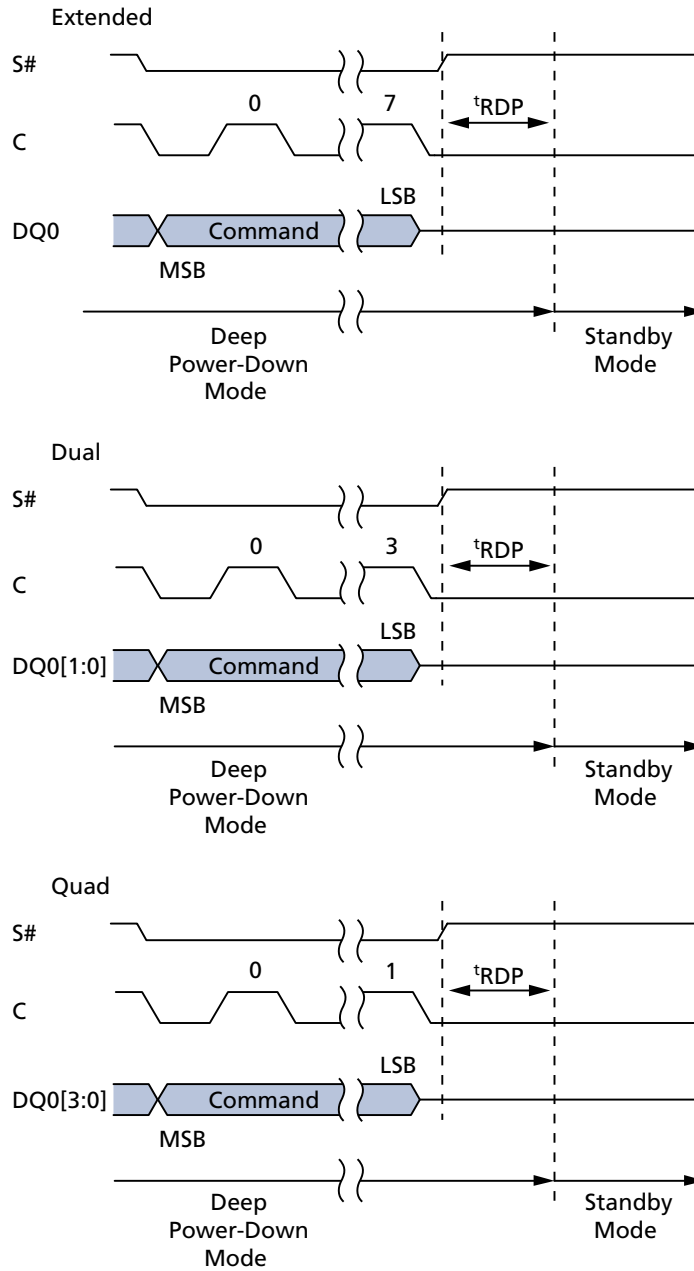 Extended
S#
0 7 tRDP
C
LSB
DQ0 Command
MSB
Deep Standby
Power-Down Mode
Mode
Dual
S#
0 3 tRDP
C
LSB
DQ0[1:0] Command
MSB
Deep Standby
Power-Down Mode
Mode
Quad
S#
0 1 tRDP
C
LSB
DQ0[3:0] Command
MSB
Deep Standby
Power-Down Mode
Mode